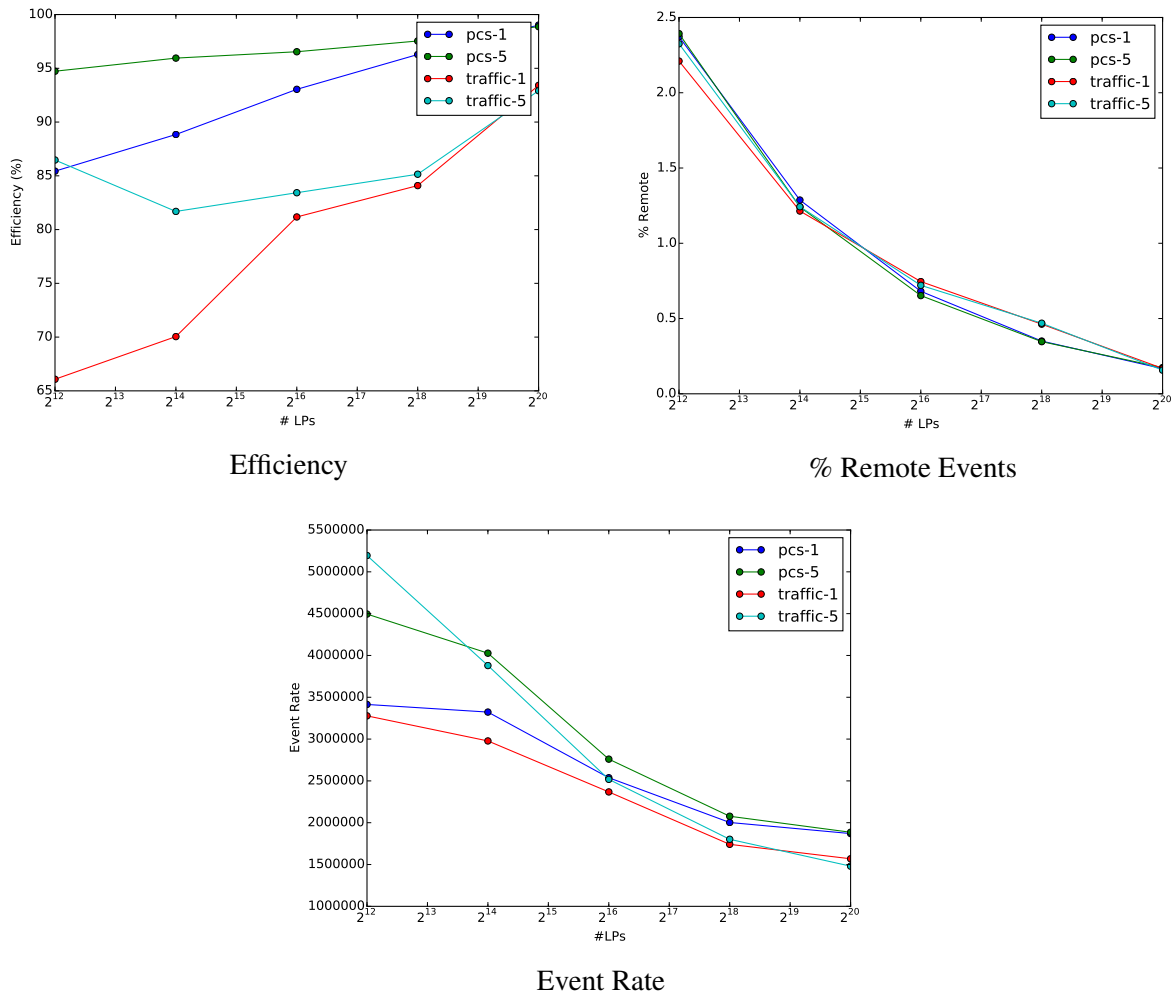 100
95
90
85
80
75
70
65
Efficiency (%)
2^12 2^13 2^14 2^15 2^16 2^17 2^18 2^19 2^20
# LPs
pcs-1
pcs-5
traffic-1
traffic-5
Efficiency
2.5
2.0
1.5
1.0
0.5
0.0
% Remote
2^12 2^13 2^14 2^15 2^16 2^17 2^18 2^19 2^20
# LPs
pcs-1
pcs-5
traffic-1
traffic-5
% Remote Events
5500000
5000000
4500000
4000000
3500000
3000000
2500000
2000000
1500000
1000000
Event Rate
2^12 2^13 2^14 2^15 2^16 2^17 2^18 2^19 2^20
#LPs
pcs-1
pcs-5
traffic-1
traffic-5
Event Rate